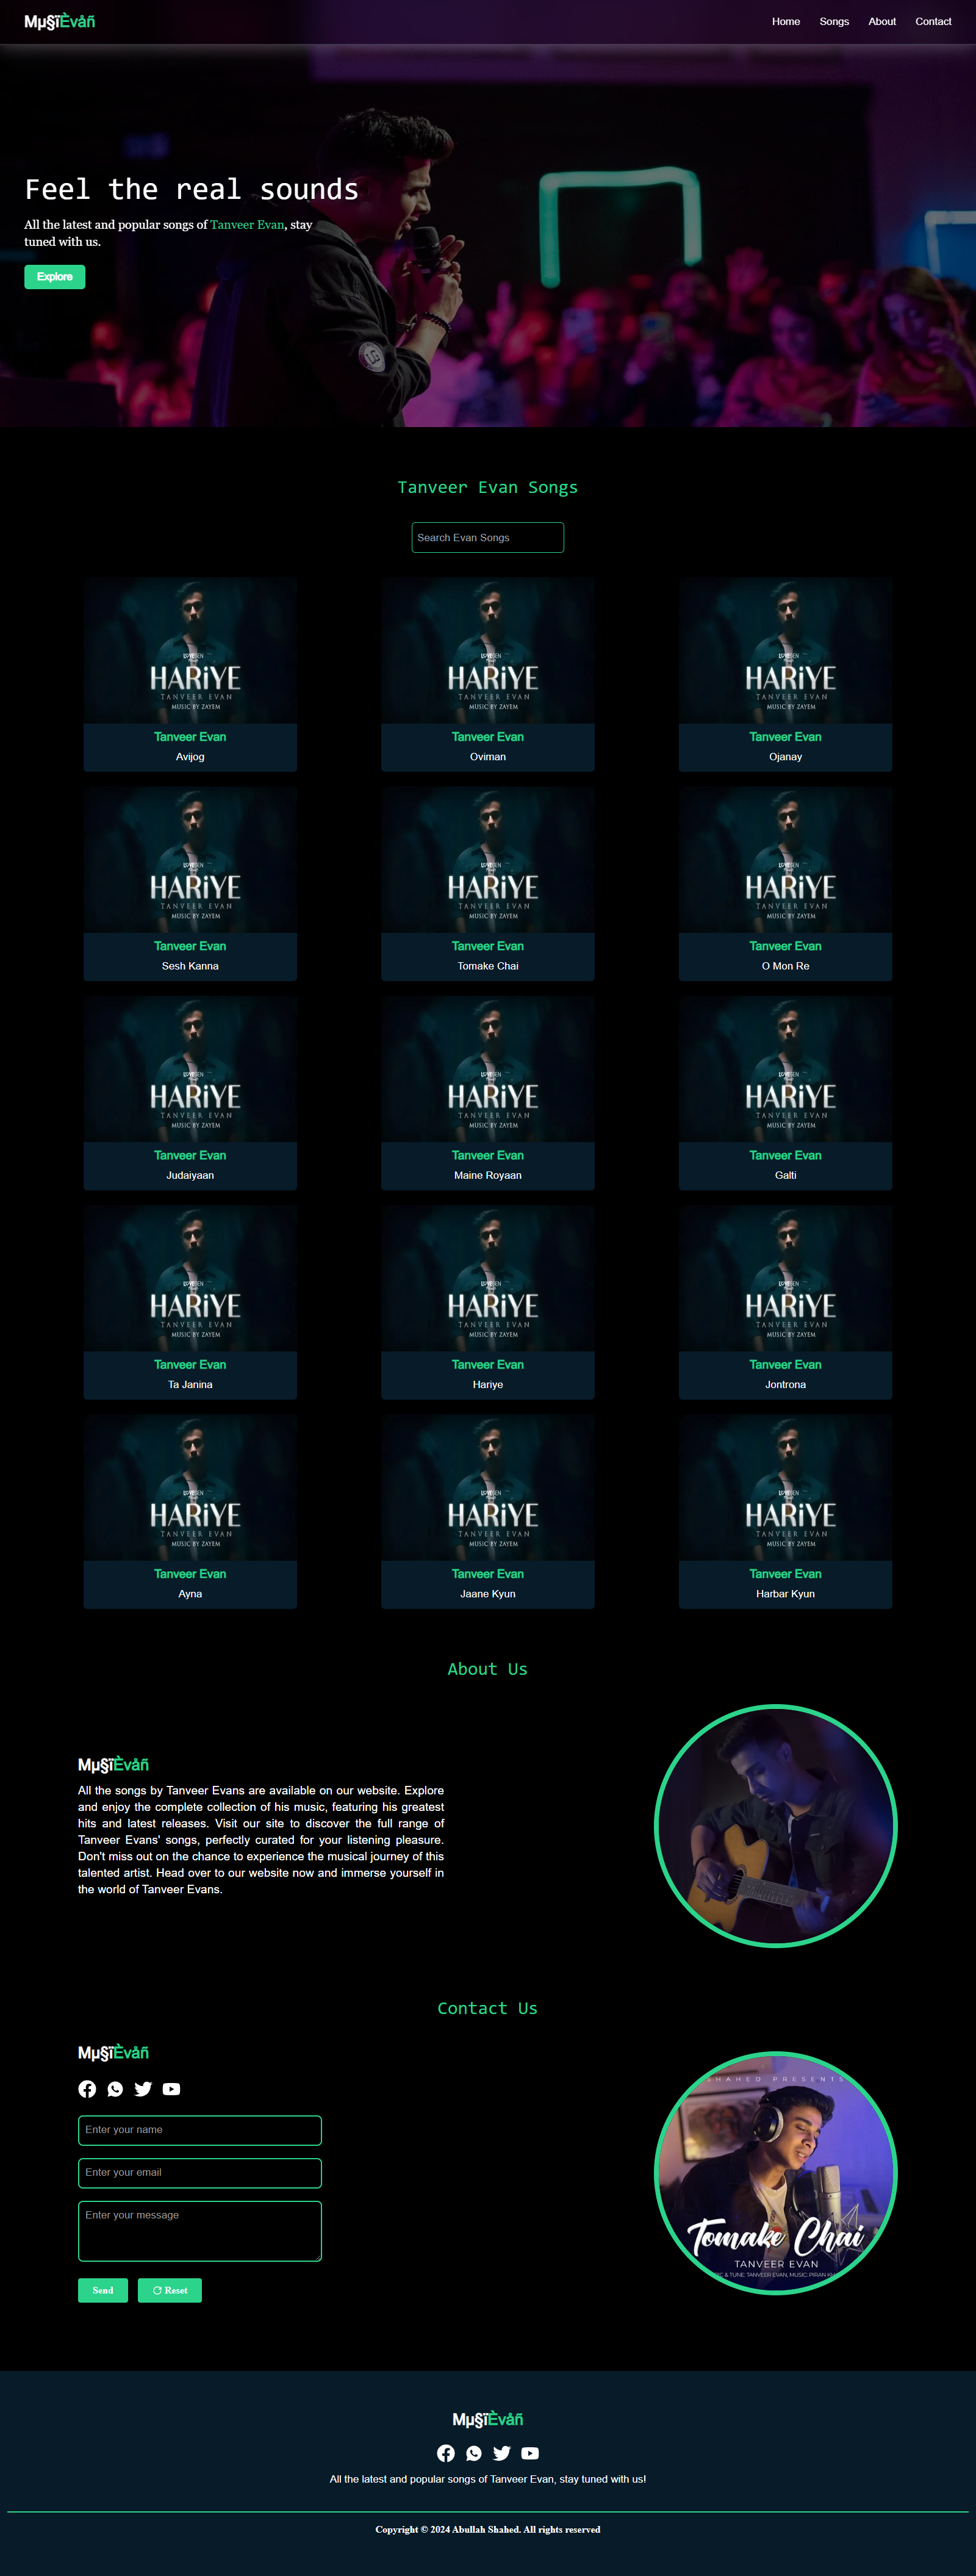 Mµ§ïÈvåñ
Home Songs About Contact
Feel the real sounds
All the latest and popular songs of Tanveer Evan, stay
tuned with us.
Explore
LG
Tanveer Evan Songs
Search Evan Songs
HARiYE HARiYE HARiYE
TANVEER EVAN TANVEER EVAN TANVEER EVAN
MUSIC BY ZAYEM MUSIC BY ZAYEM MUSIC BY ZAYEM
Tanveer Evan Tanveer Evan Tanveer Evan
Avijog Oviman Ojanay
HARiYE HARiYE HARiYE
TANVEER EVAN TANVEER EVAN TANVEER EVAN
MUSIC BY ZAYEM MUSIC BY ZAYEM MUSIC BY ZAYEM
Tanveer Evan Tanveer Evan Tanveer Evan
Sesh Kanna Tomake Chai O Mon Re
HARiYE HARiYE HARiYE
TANVEER EVAN TANVEER EVAN TANVEER EVAN
MUSIC BY ZAYEM MUSIC BY ZAYEM MUSIC BY ZAYEM
Tanveer Evan Tanveer Evan Tanveer Evan
Judaiyaan Maine Royaan Galti
HARiYE HARiYE HARiYE
TANVEER EVAN TANVEER EVAN TANVEER EVAN
MUSIC BY ZAYEM MUSIC BY ZAYEM MUSIC BY ZAYEM
Tanveer Evan Tanveer Evan Tanveer Evan
Ta Janina Hariye Jontrona
HARiYE HARiYE HARiYE
TANVEER EVAN TANVEER EVAN TANVEER EVAN
MUSIC BY ZAYEM MUSIC BY ZAYEM MUSIC BY ZAYEM
Tanveer Evan Tanveer Evan Tanveer Evan
Ayna Jaane Kyun Harbar Kyun
About Us
Mµ§ïÈvåñ
All the songs by Tanveer Evans are available on our website. Explore
and enjoy the complete collection of his music, featuring his greatest
hits and latest releases. Visit our site to discover the full range of
Tanveer Evans' songs, perfectly curated for your listening pleasure.
Don't miss out on the chance to experience the musical journey of this
talented artist. Head over to our website now and immerse yourself in
the world of Tanveer Evans.
Contact Us
Mµ§ïÈvåñ
Enter your name
Enter your email
Enter your message
Send Reset
SHAHED PRESENTS
Tomake Chai
TANVEER EVAN
& TUNE: TANVEER EVAN, MUSIC: PIRAN
Mµ§ïÈvåñ
All the latest and popular songs of Tanveer Evan, stay tuned with us!
Copyright © 2024 Abullah Shahed. All rights reserved